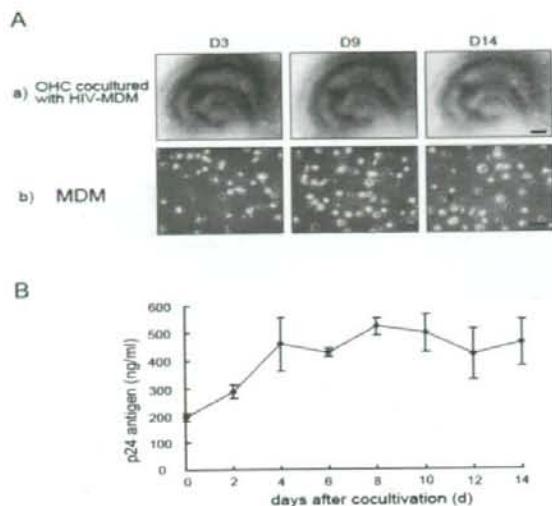 A
D3 D9 D14
a) OHC cocultured
with HIV-MDM
b) MDM
B
600
500
400
300
200
100
0
p24 antigen (ng/ml)
0 2 4 6 8 10 12 14
days after cocultivation (d)